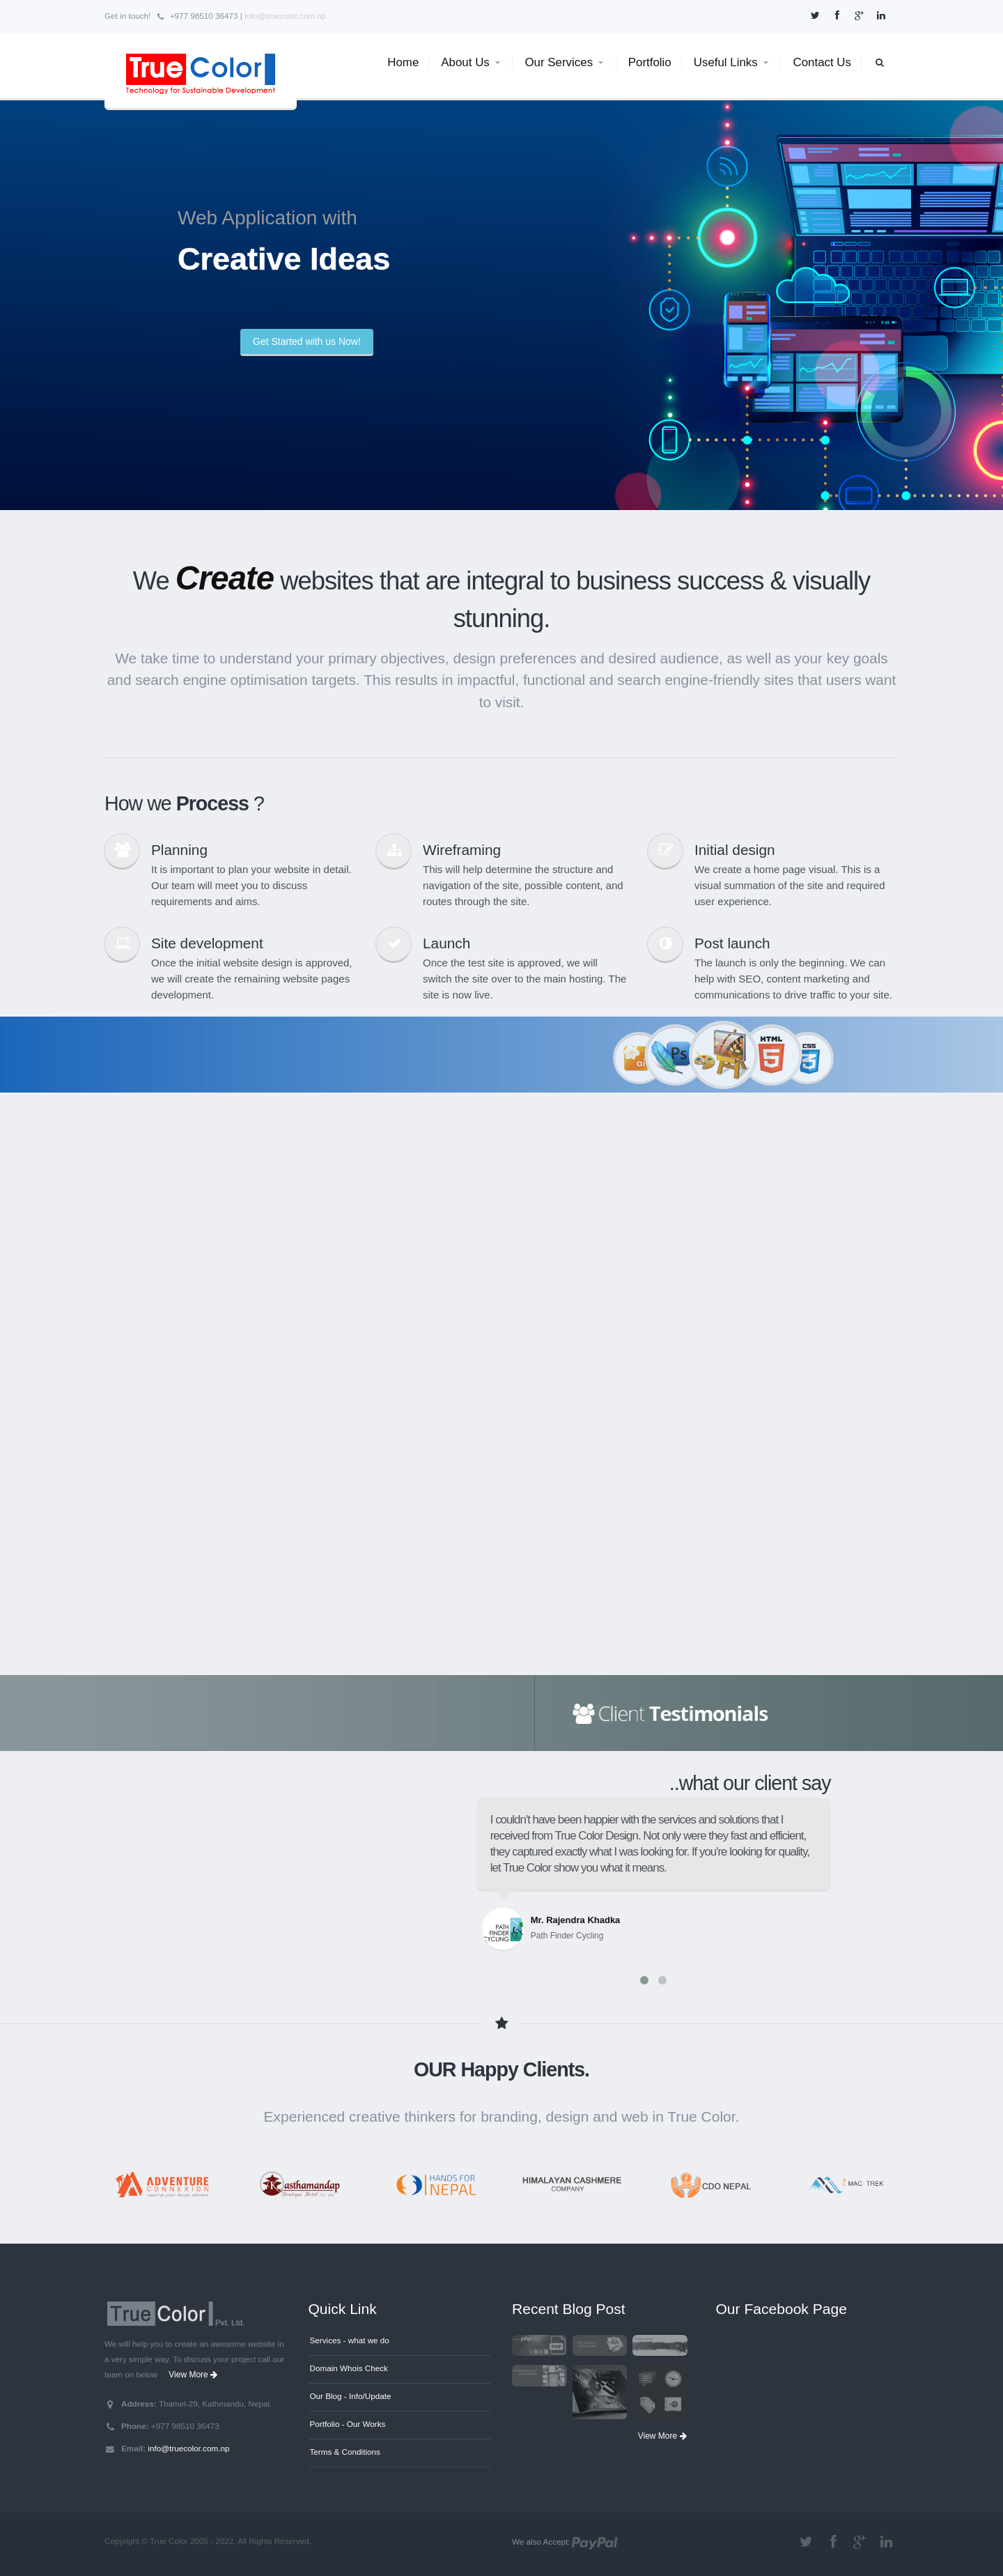 Get in touch! +977 98510 36473 | info@truecolor.com.np
True Color
Technology for Sustainable Development
Home About Us Our Services Portfolio Useful Links Contact Us
Web Application with
Creative Ideas
Get Started with us Now!
We Create websites that are integral to business success & visually
stunning.
We take time to understand your primary objectives, design preferences and desired audience, as well as your key goals
and search engine optimisation targets. This results in impactful, functional and search engine-friendly sites that users want
to visit.
How we Process ?
Planning
It is important to plan your website in detail.
Our team will meet you to discuss
requirements and aims.
Wireframing
This will help determine the structure and
navigation of the site, possible content, and
routes through the site.
Initial design
We create a home page visual. This is a
visual summation of the site and required
user experience.
Site development
Once the initial website design is approved,
we will create the remaining website pages
development.
Launch
Once the test site is approved, we will
switch the site over to the main hosting. The
site is now live.
Post launch
The launch is only the beginning. We can
help with SEO, content marketing and
communications to drive traffic to your site.
Ps
HTML
5
CSS
3
Client Testimonials
..what our client say
I couldn't have been happier with the services and solutions that I
received from True Color Design. Not only were they fast and efficient,
they captured exactly what I was looking for. If you're looking for quality,
let True Color show you what it means.
PATH
FINDER
CYCLING
Mr. Rajendra Khadka
Path Finder Cycling
OUR Happy Clients.
Experienced creative thinkers for branding, design and web in True Color.
ADVENTURE
CONNEXION
Kasthamandap
Boutique Hotel
HANDS FOR
NEPAL
HIMALAYAN CASHMERE
COMPANY
CDO NEPAL
MAC TREK
True Color Pvt. Ltd.
We will help you to create an awesome website in
a very simple way. To discuss your project call our
team on below View More
Address: Thamel-29, Kathmandu, Nepal.
Phone: +977 98510 36473
Email: info@truecolor.com.np
Quick Link
Services - what we do
Domain Whois Check
Our Blog - Info/Update
Portfolio - Our Works
Terms & Conditions
Recent Blog Post
php
View More
Our Facebook Page
Copyright © True Color 2005 - 2022. All Rights Reserved.
We also Accept: PayPal